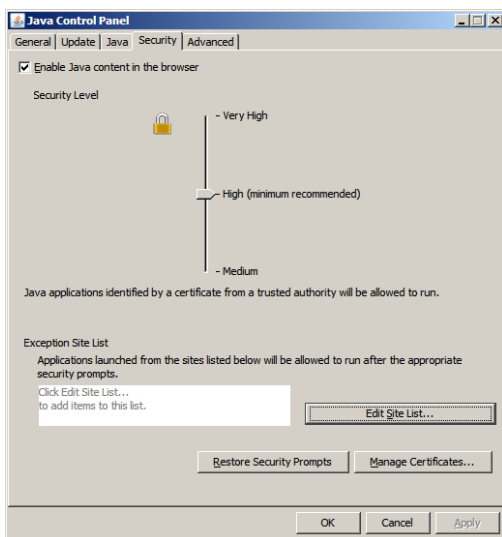 Java Control Panel
General Update Java Security Advanced
Enable Java content in the browser
Security Level
- Very High
- High (minimum recommended)
- Medium
Java applications identified by a certificate from a trusted authority will be allowed to run.
Exception Site List
Applications launched from the sites listed below will be allowed to run after the appropriate
security prompts.
Click Edit Site List...
to add items to this list.
Edit Site List...
Restore Security Prompts Manage Certificates...
OK Cancel Apply